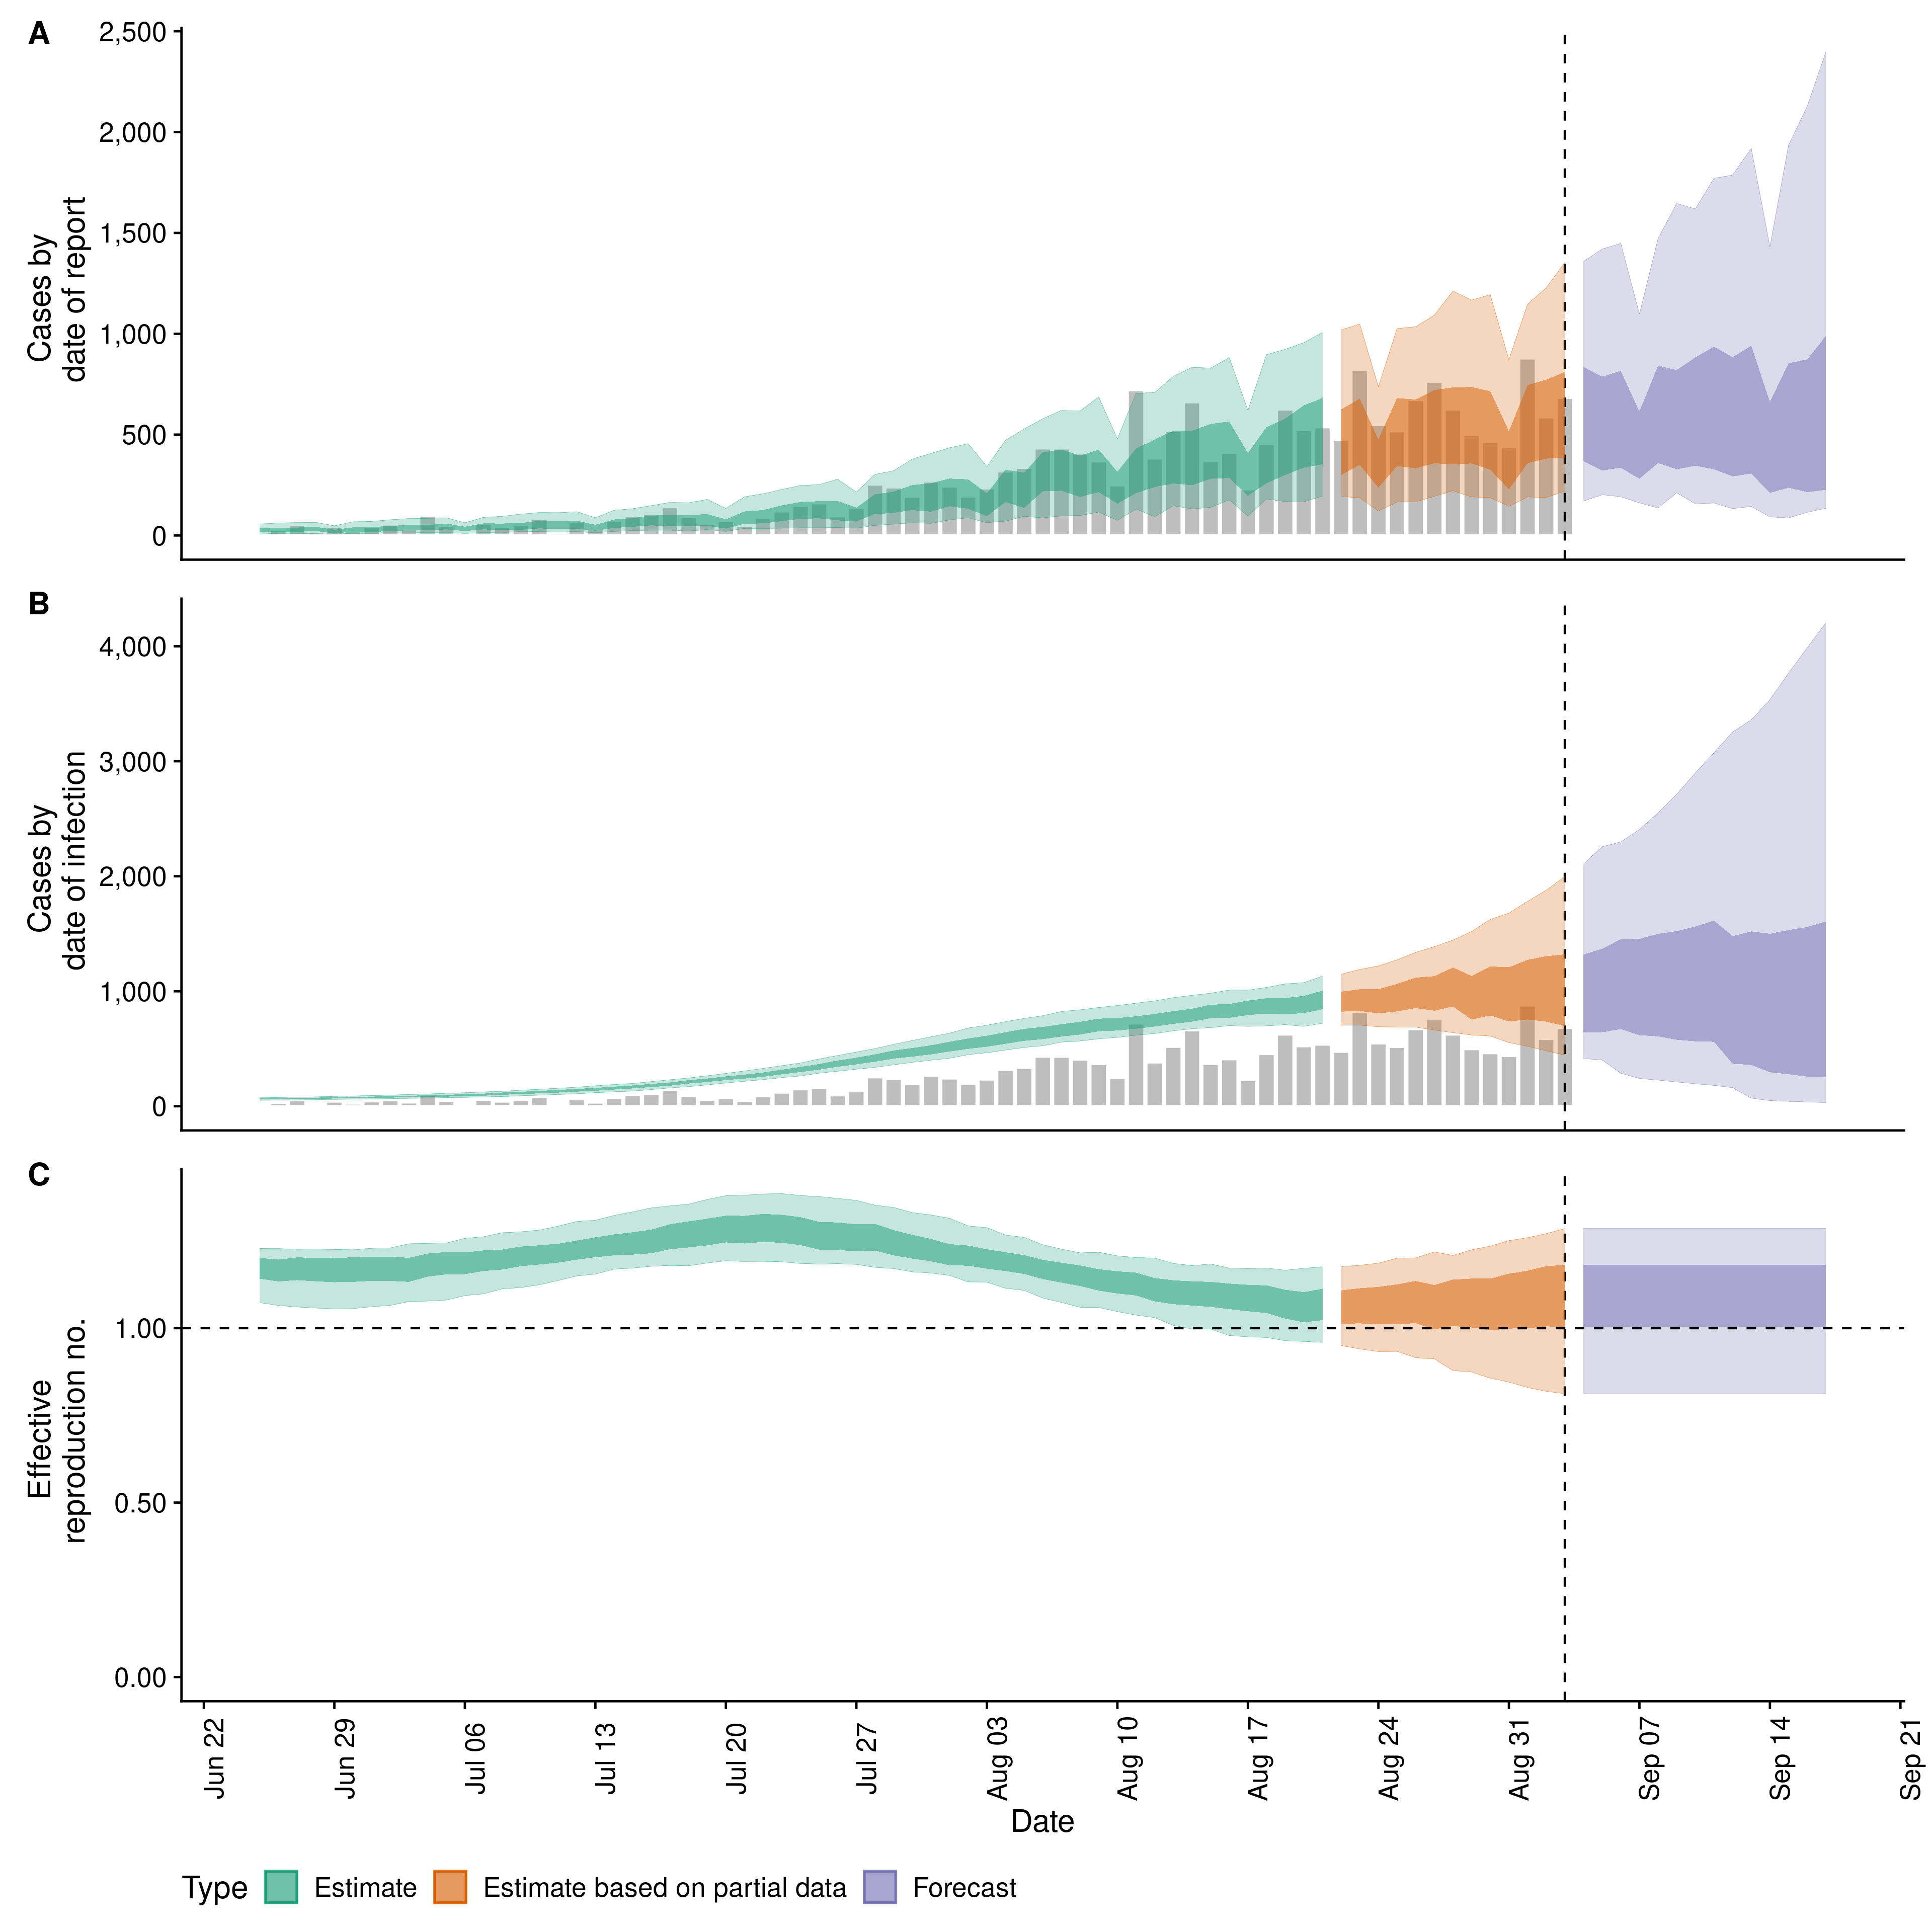 A
Cases by
date of report
2,500
2,000
1,500
1,000
500
0
B
Cases by
date of infection
4,000
3,000
2,000
1,000
0
C
Effective
reproduction no.
1.00
0.50
0.00
Jun 22
Jun 29
Jul 06
Jul 13
Jul 20
Jul 27
Aug 03
Aug 10
Aug 17
Aug 24
Aug 31
Sep 07
Sep 14
Sep 21
Date
Type Estimate Estimate based on partial data Forecast